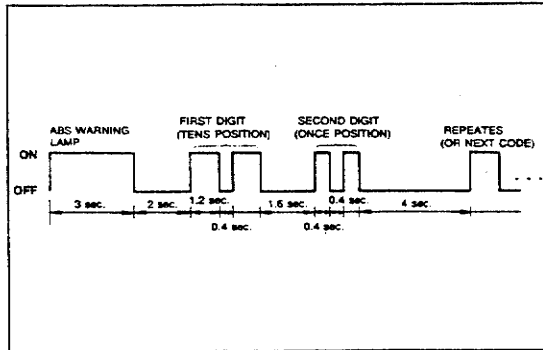 FIRST DIGIT
(TENS POSITION)
SECOND DIGIT
(ONCE POSITION)
ABS WARNING
LAMP
REPEATES
(OR NEXT CODE)
ON
OFF
3 sec.
2 sec.
1.2 sec.
0.4 sec.
1.6 sec.
0.4 sec.
0.4 sec.
4 sec.